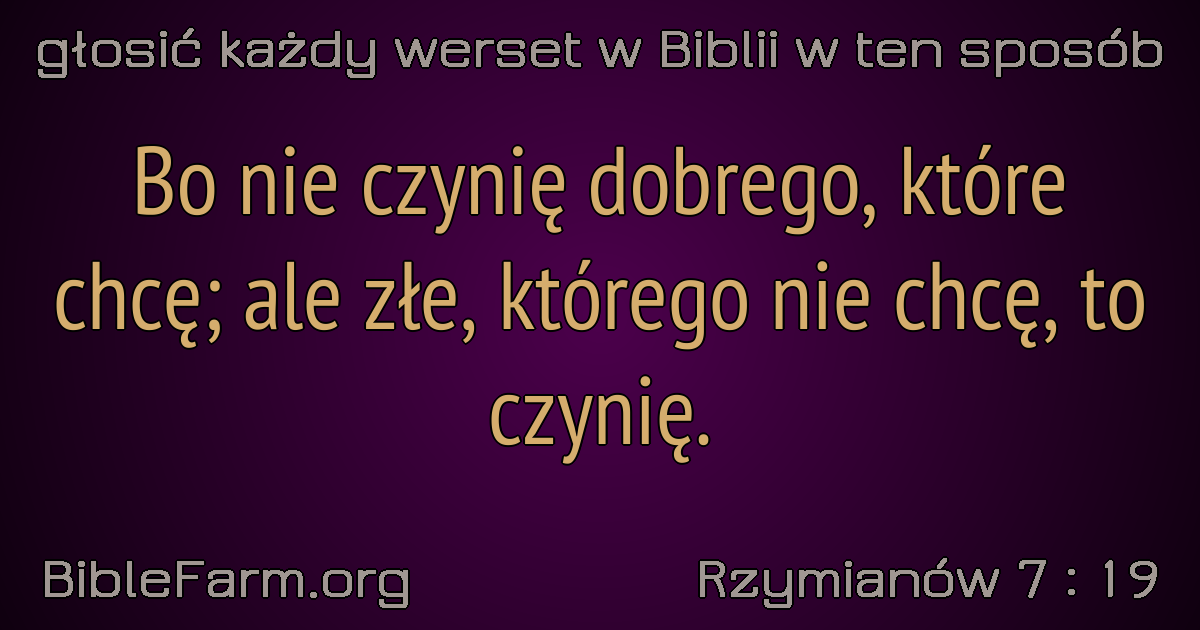 głosić każdy werset w Biblii w ten sposób
Bo nie czynię dobrego, które
chcę; ale złe, którego nie chcę, to
czynię.
BibleFarm.org
Rzymianów 7 : 19